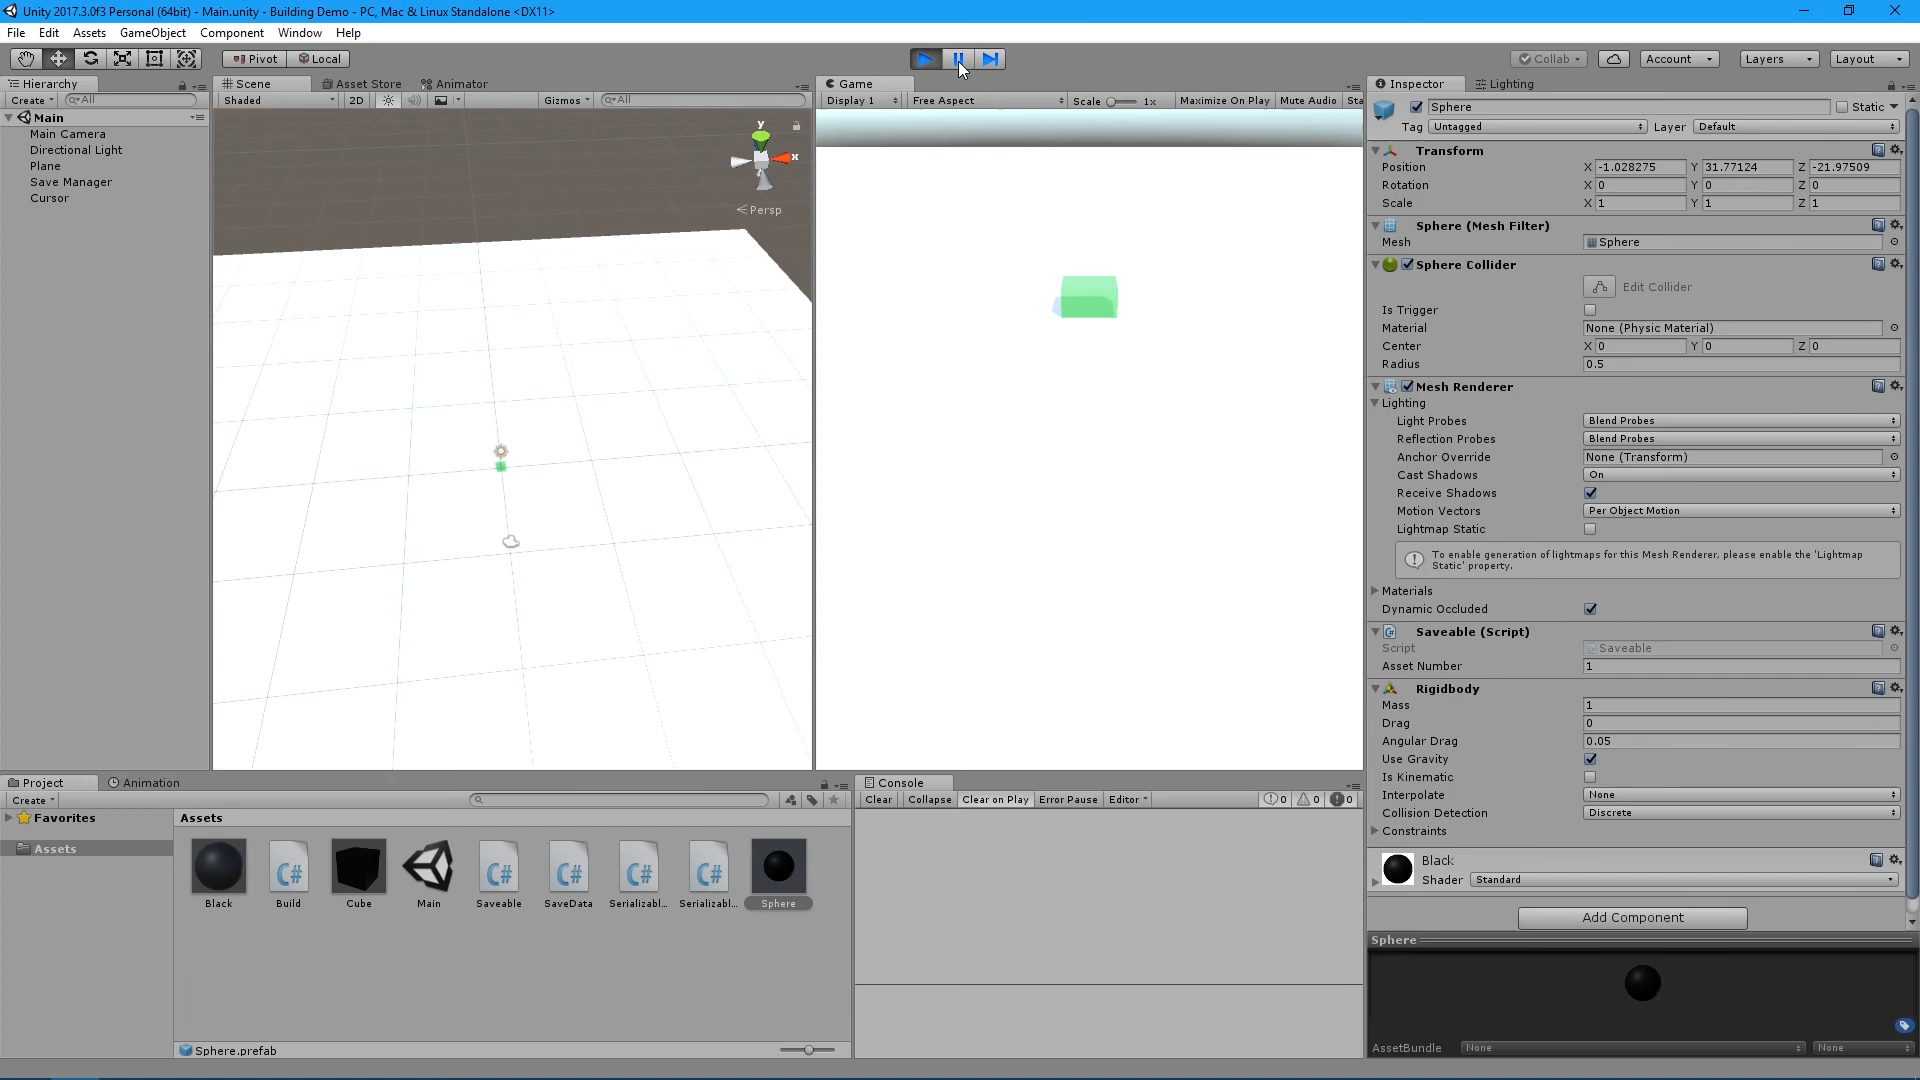 Unity 2017.3.0f3 Personal (64bit) - Main.unity - Building Demo - PC, Mac & Linux Standalone <DX11>
File Edit Assets GameObject Component Window Help
Pivot Local Collab Account Layers Layout
Hierarchy
Create All
Main
Main Camera
Directional Light
Plane
Save Manager
Cursor
Scene Asset Store Animator
Shaded 2D Gizmos All
y
x
Persp
Game
Display 1 Free Aspect Scale 1x Maximize On Play Mute Audio Sta
Inspector Lighting
Sphere Static
Tag Untagged Layer Default
Transform
Position X -1.028275 Y 31.77124 Z -21.97509
Rotation X 0 Y 0 Z 0
Scale X 1 Y 1 Z 1
Sphere (Mesh Filter)
Mesh Sphere
Sphere Collider
Edit Collider
Is Trigger
Material None (Physic Material)
Center X 0 Y 0 Z 0
Radius 0.5
Mesh Renderer
Lighting
Light Probes Blend Probes
Reflection Probes Blend Probes
Anchor Override None (Transform)
Cast Shadows On
Receive Shadows
Motion Vectors Per Object Motion
Lightmap Static
To enable generation of lightmaps for this Mesh Renderer, please enable the 'Lightmap
Static' property.
Materials
Dynamic Occluded
Saveable (Script)
Script Saveable
Asset Number 1
Rigidbody
Mass 1
Drag 0
Angular Drag 0.05
Use Gravity
Is Kinematic
Interpolate None
Collision Detection Discrete
Constraints
Black
Shader Standard
Add Component
Sphere
AssetBundle None None
Project Animation
Create
Favorites
Assets
Assets
Black Build Cube Main Saveable SaveData Serializabl... Serializabl... Sphere
Sphere.prefab
Console
Clear Collapse Clear on Play Error Pause Editor 0 0 0